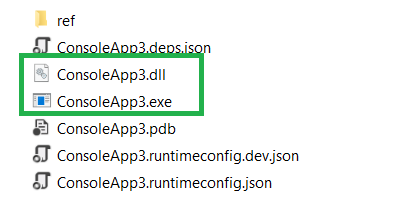 ref
ConsoleApp3.deps.json
ConsoleApp3.dll
ConsoleApp3.exe
ConsoleApp3.pdb
ConsoleApp3.runtimeconfig.dev.json
ConsoleApp3.runtimeconfig.json